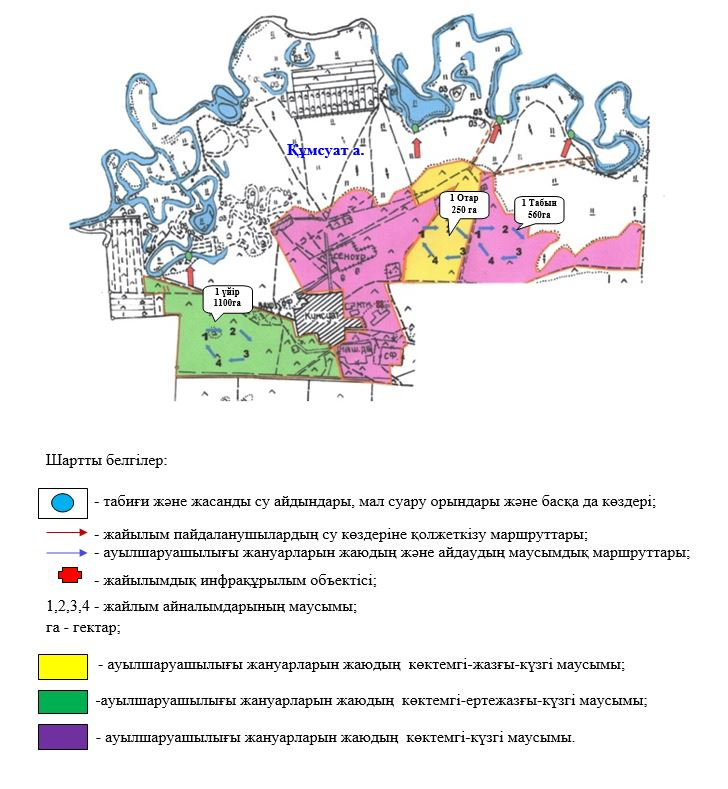 Құмсуат а.
1 Отар
250 га
1 Табын
560га
1 үйір
1100га
СЕНОХР
Кумсуат
1 2
4 3
2
4 3
1 2
4 3
Шартты белгілер:
- табиғи және жасанды су айдындары, мал суару орындары және басқа да көздері;
- жайылым пайдаланушылардың су көздеріне қолжеткізу маршруттары;
- ауылшаруашылығы жануарларын жаюдың және айдаудың маусымдық маршруттары;
- жайылымдық инфрақұрылым объектісі;
1,2,3,4 - жайлым айналымдарының маусымы;
га - гектар;
- ауылшаруашылығы жануарларын жаюдың көктемгі-жазғы-күзгі маусымы;
-ауылшаруашылығы жануарларын жаюдың көктемгі-ертежазғы-күзгі маусымы;
- ауылшаруашылығы жануарларын жаюдың көктемгі-күзгі маусымы.